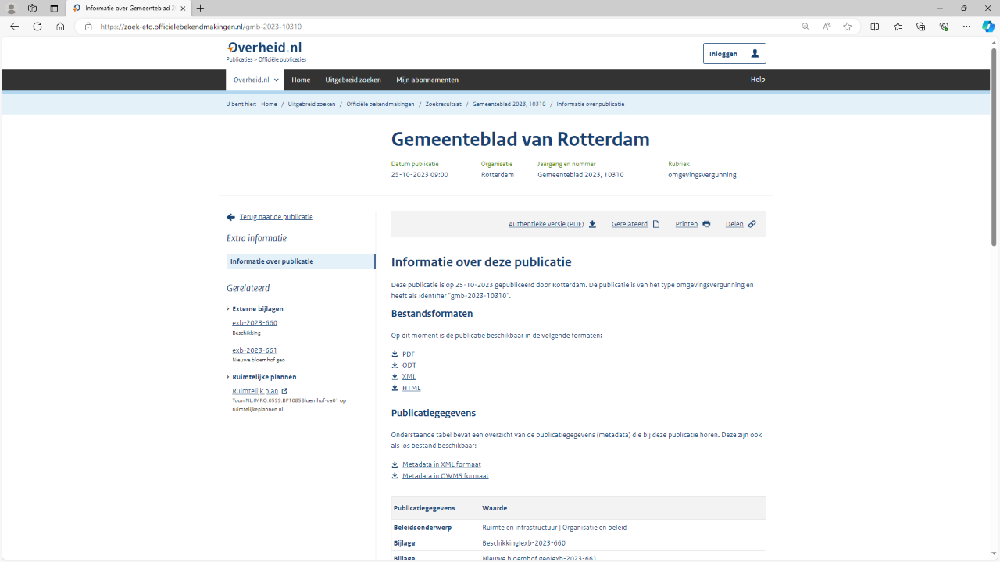 Informatie over Gemeenteblad 2
https://zoek-eto.officielebekendmakingen.nl/gmb-2023-10310
Overheid.nl
Publicaties > Officiële publicaties
Inloggen
Overheid.nl Home Uitgebreid zoeken Mijn abonnementen Help
U bent hier: Home / Uitgebreid zoeken / Officiële bekendmakingen / Zoekresultaat / Gemeenteblad 2023, 10310 / Informatie over publicatie
Gemeenteblad van Rotterdam
Datum publicatie Organisatie Jaargang en nummer Rubriek
25-10-2023 09:00 Rotterdam Gemeenteblad 2023, 10310 omgevingsvergunning
Terug naar de publicatie
Extra informatie
Informatie over publicatie
Gerelateerd
Externe bijlagen
exb-2023-660
Beschikking
exb-2023-661
Nieuwe bloemhof geo
Ruimtelijke plannen
Ruimtelijk plan
Toon NL.IMRO.0599.BP1085Bloemhof-va01 op
ruimtelijkeplannen.nl
Authentieke versie (PDF) Gerelateerd Printen Delen
Informatie over deze publicatie
Deze publicatie is op 25-10-2023 gepubliceerd door Rotterdam. De publicatie is van het type omgevingsvergunning en
heeft als identifier "gmb-2023-10310".
Bestandsformaten
Op dit moment is de publicatie beschikbaar in de volgende formaten:
PDF
ODT
XML
HTML
Publicatiegegevens
Onderstaande tabel bevat een overzicht van de publicatiegegevens (metadata) die bij deze publicatie horen. Deze zijn ook
als los bestand beschikbaar:
Metadata in XML formaat
Metadata in OWMS formaat
Publicatiegegevens Waarde
Beleidsonderwerp Ruimte en infrastructuur | Organisatie en beleid
Bijlage Beschikking|exb-2023-660
Bijlage Nieuwe bloemhof geo|exb-2023-661